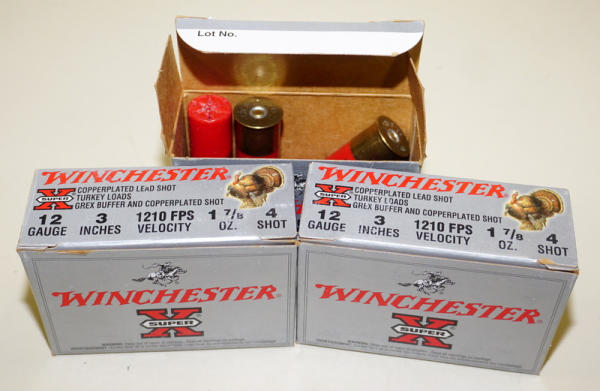 Lot No.
WINCHESTER
X
SUPER
COPPERPLATED LEAD SHOT
TURKEY LOADS
GREX BUFFER AND COPPERPLATED SHOT
12 3 1210 FPS 1 7/8 4
GAUGE INCHES VELOCITY OZ. SHOT
WINCHESTER
X
SUPER
COPPERPLATED LEAD SHOT
TURKEY LOADS
GREX BUFFER AND COPPERPLATED SHOT
12 3 1210 FPS 1 7/8 4
GAUGE INCHES VELOCITY OZ. SHOT
WINCHESTER
X
SUPER
WINCHESTER
X
SUPER